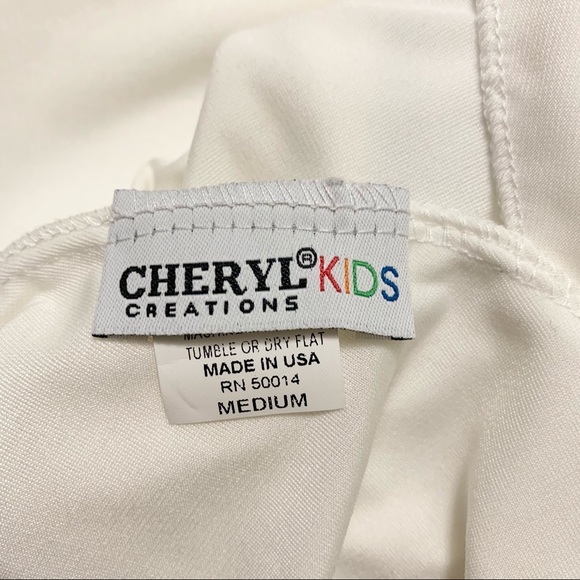 CHERYL® KIDS
CREATIONS
TUMBLE OR DRY FLAT
MADE IN USA
RN 50014
MEDIUM